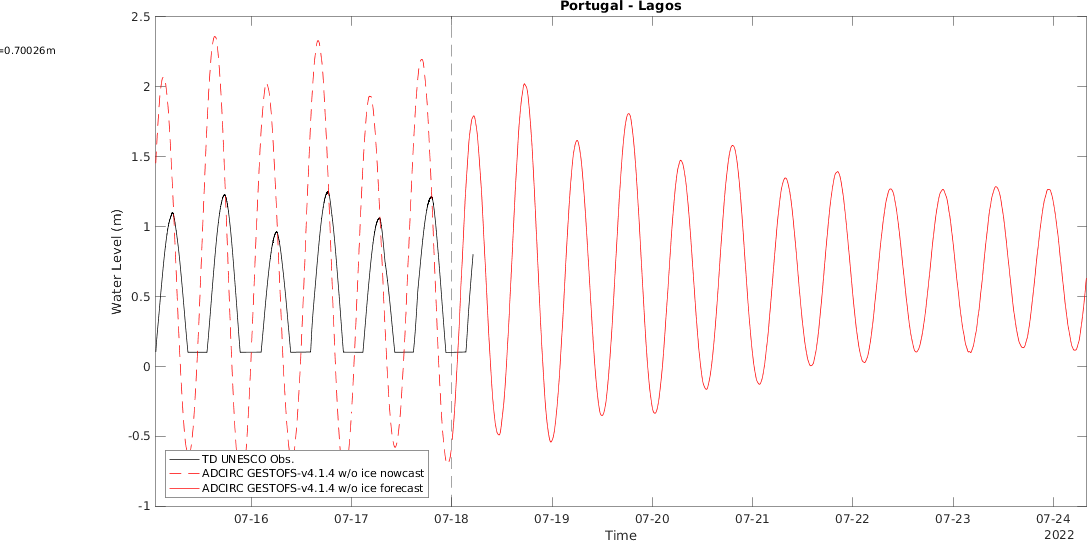 Portugal - Lagos
=0.70026m
2.5
2
1.5
1
0.5
0
-0.5
-1
Water Level (m)
TD UNESCO Obs.
ADCIRC GESTOFS-v4.1.4 w/o ice nowcast
ADCIRC GESTOFS-v4.1.4 w/o ice forecast
07-16 07-17 07-18 07-19 07-20 07-21 07-22 07-23 07-24
Time
2022